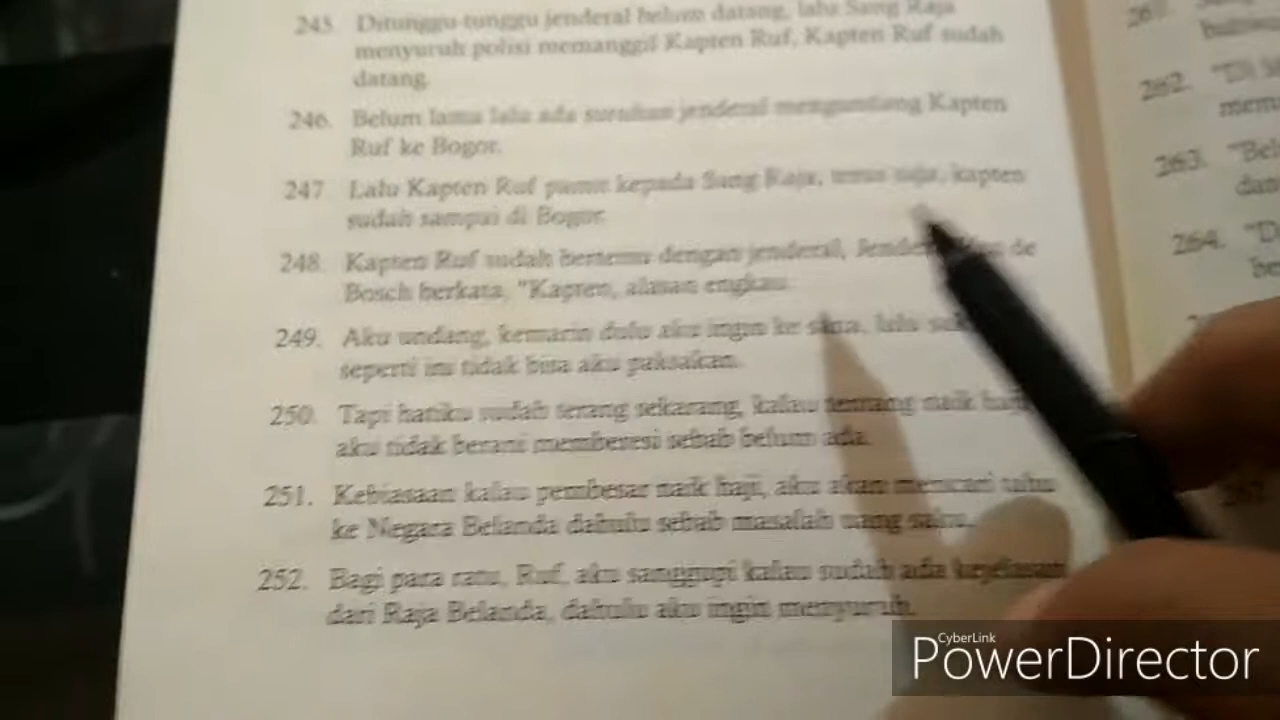 245. Ditunggu-tunggu jenderal belum datang, lalu Sang Raja
menyuruh polisi memanggil Kapten Ruf, Kapten Ruf sudah
datang.
246. Belum lama lalu ada suruhan jenderal mengundang Kapten
Ruf ke Bogor.
247 Lalu Kapten Ruf pamit kepada Sang Raja, terus saja, kapten
sudah sampai di Bogor.
248. Kapten Ruf sudah bertemu dengan jenderal, Jenderal de
Bosch berkata, "Kapten, alasan engkau
249. Aku undang, kemarin dulu aku ingin ke sana, lalu
seperti ini tidak bisa aku paksakan.
250. Tapi hatiku sudah terang sekarang, kalau tentang naik haji,
aku tidak berani memberesi sebab belum ada.
251. Kebiasaan kalau pembesar naik haji, aku akan mencari tahu
ke Negara Belanda dahulu sebab masalah uang saku.
252. Bagi para ratu, Ruf, aku sanggupi kalau sudah ada kejelasan
dari Raja Belanda, dahulu aku ingin menyuruh.
262.
263. "Bel
264. "D
CyberLink
PowerDirector